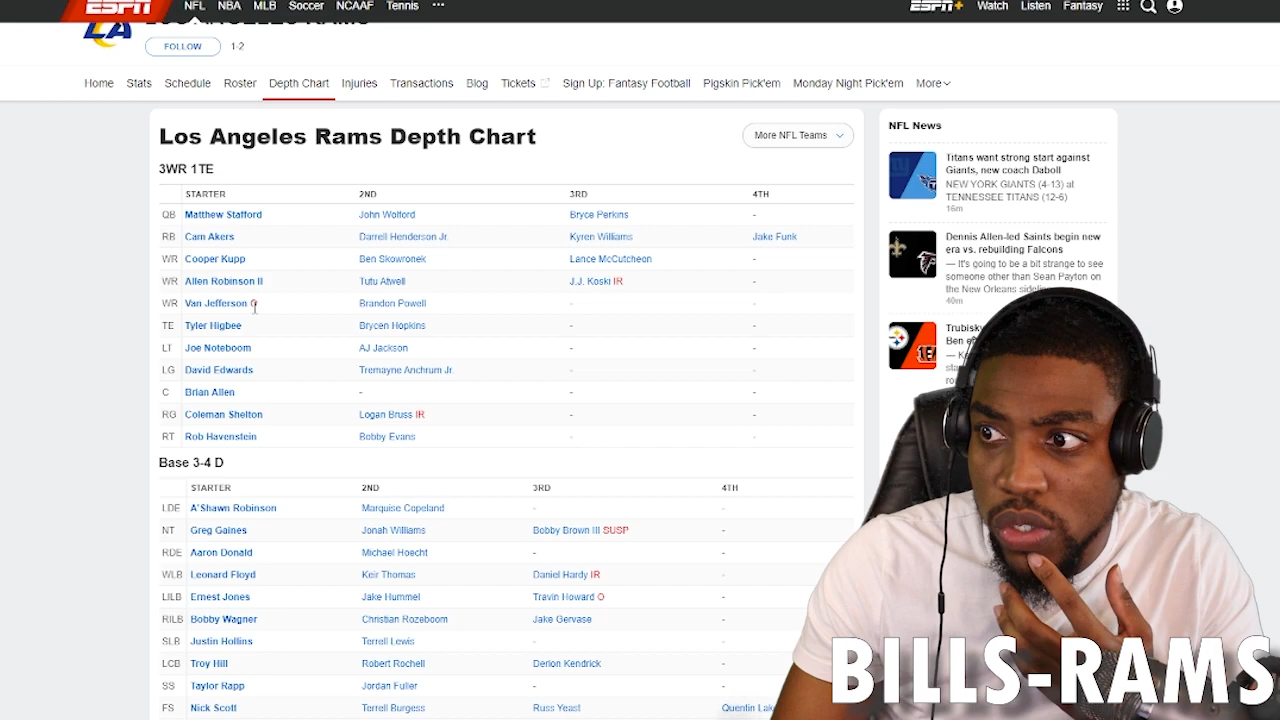 ESPN NFL NBA MLB Soccer NCAAF Tennis ... ESPN+ Watch Listen Fantasy
LOS ANGELES RAMS
LA
FOLLOW 1-2
Home Stats Schedule Roster Depth Chart Injuries Transactions Blog Tickets Sign Up: Fantasy Football Pigskin Pick'em Monday Night Pick'em More
Los Angeles Rams Depth Chart
More NFL Teams
3WR 1TE
STARTER 2ND 3RD 4TH
QB Matthew Stafford John Wolford Bryce Perkins -
RB Cam Akers Darrell Henderson Jr. Kyren Williams Jake Funk
WR Cooper Kupp Ben Skowronek Lance McCutcheon -
WR Allen Robinson II Tutu Atwell J.J. Koski IR -
WR Van Jefferson Brandon Powell - -
TE Tyler Higbee Brycen Hopkins - -
LT Joe Noteboom AJ Jackson - -
LG David Edwards Tremayne Anchrum Jr. - -
C Brian Allen - - -
RG Coleman Shelton Logan Bruss IR - -
RT Rob Havenstein Bobby Evans - -
Base 3-4 D
STARTER 2ND 3RD 4TH
LDE A'Shawn Robinson Marquise Copeland - -
NT Greg Gaines Jonah Williams Bobby Brown III SUSP -
RDE Aaron Donald Michael Hoecht - -
WLB Leonard Floyd Keir Thomas Daniel Hardy IR -
LILB Ernest Jones Jake Hummel Travin Howard O -
RILB Bobby Wagner Christian Rozeboom Jake Gervase -
SLB Justin Hollins Terrell Lewis - -
LCB Troy Hill Robert Rochell Derion Kendrick -
SS Taylor Rapp Jordan Fuller - -
FS Nick Scott Terrell Burgess Russ Yeast Quentin
NFL News
Titans want strong start against
Giants, new coach Daboll
NEW YORK GIANTS (4-13) at
TENNESSEE TITANS (12-6)
16m
Dennis Allen-led Saints begin new
era vs. rebuilding Falcons
— It's going to be a bit strange to see
someone other than Sean Payton on
the New Orleans
40m
BILLS-RAMS